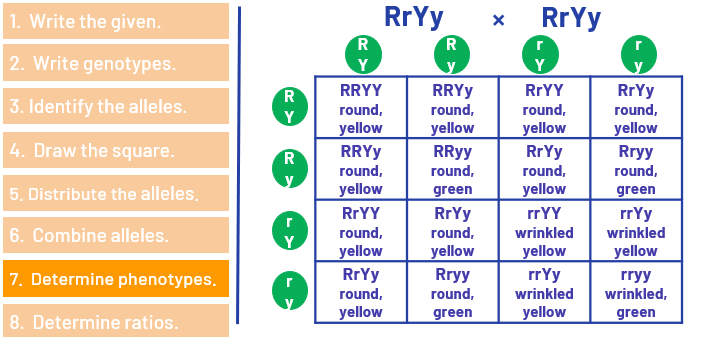 1. Write the given.
2. Write genotypes.
3. Identify the alleles.
4. Draw the square.
5. Distribute the alleles.
6. Combine alleles.
7. Determine phenotypes.
8. Determine ratios.
RrYy × RrYy
R R r r
Y y Y y
R RRYY RRYy RrYY RrYy
Y round, round, round, round,
yellow yellow yellow yellow
R RRYy RRyy RrYy Rryy
y round, round, round, round,
yellow green yellow green
r RrYY RrYy rrYY rrYy
Y round, round, wrinkled wrinkled
yellow yellow yellow yellow
r RrYy Rryy rrYy rryy
y round, round, wrinkled wrinkled,
yellow green yellow green